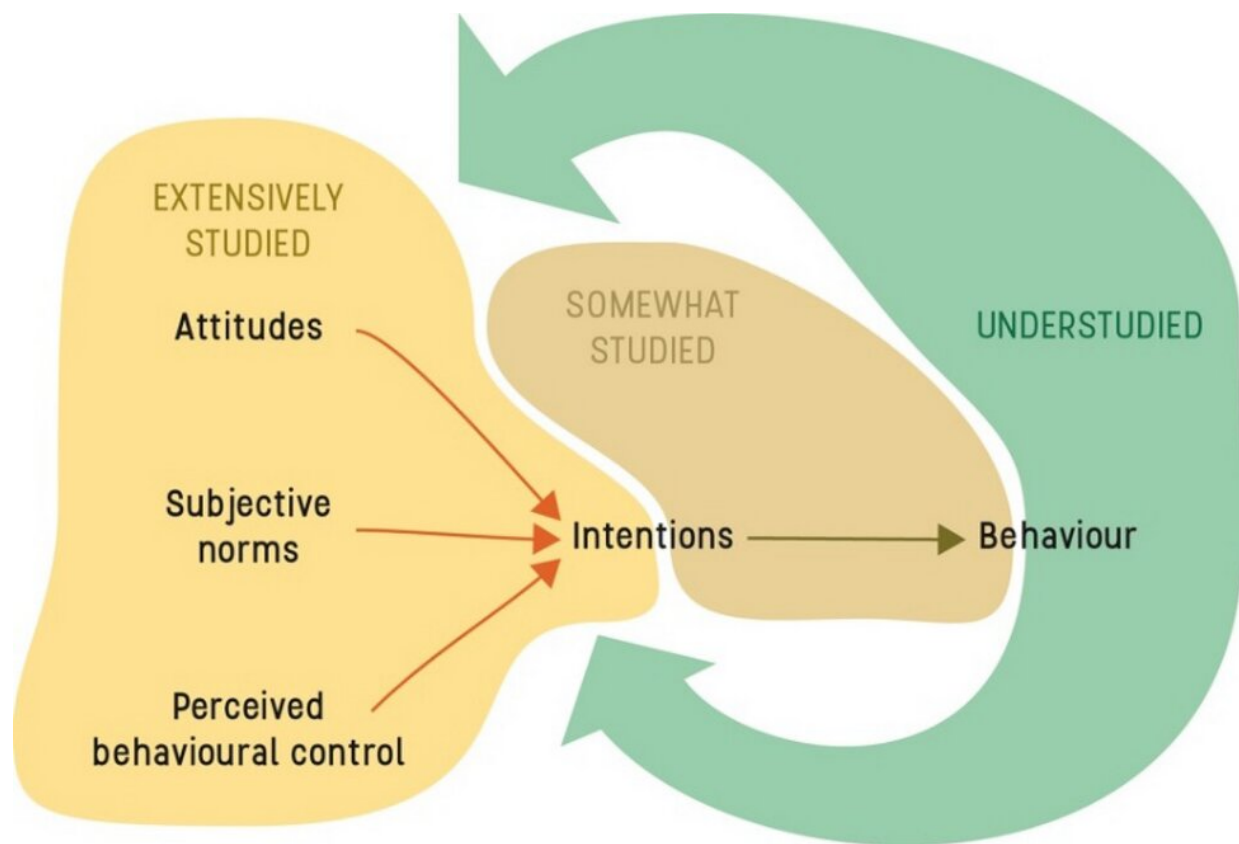 EXTENSIVELY
STUDIED
Attitudes
Subjective
norms
Perceived
behavioural control
Intentions
SOMEWHAT
STUDIED
Behaviour
UNDERSTUDIED